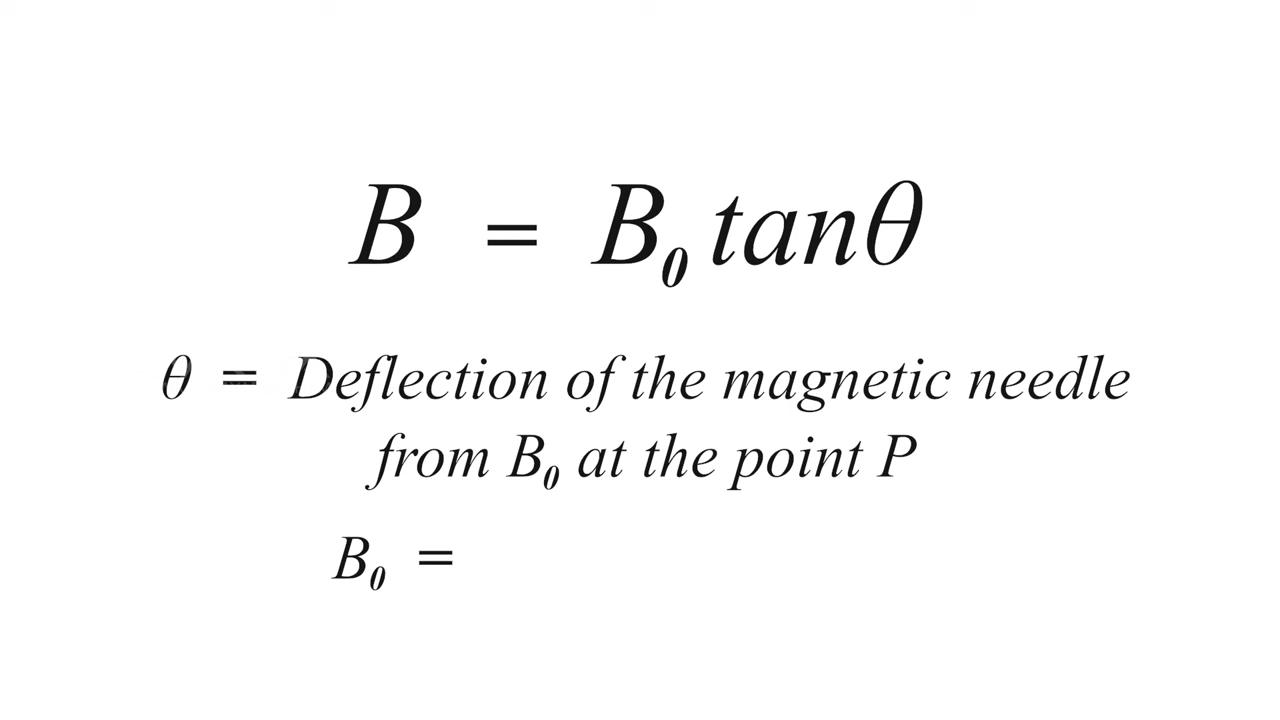 B = B₀ tanθ
θ = Deflection of the magnetic needle
from B₀ at the point P
B₀ =